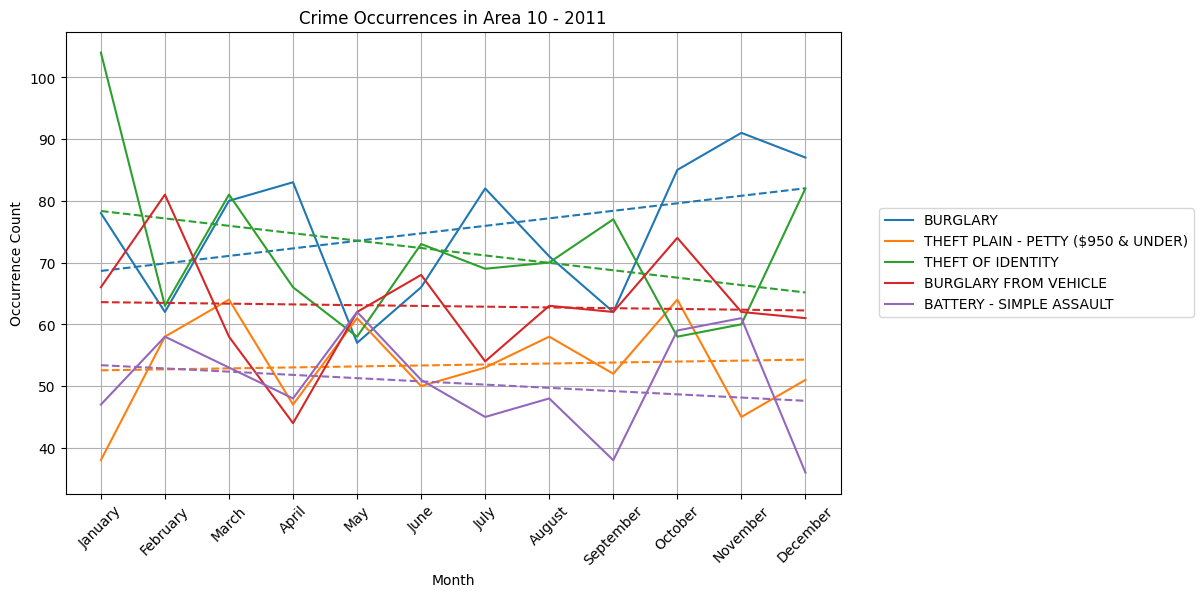 Crime Occurrences in Area 10 - 2011
Occurrence Count
100
90
80
70
60
50
40
January
February
March
April
May
June
July
August
September
October
November
December
Month
BURGLARY
THEFT PLAIN - PETTY ($950 & UNDER)
THEFT OF IDENTITY
BURGLARY FROM VEHICLE
BATTERY - SIMPLE ASSAULT